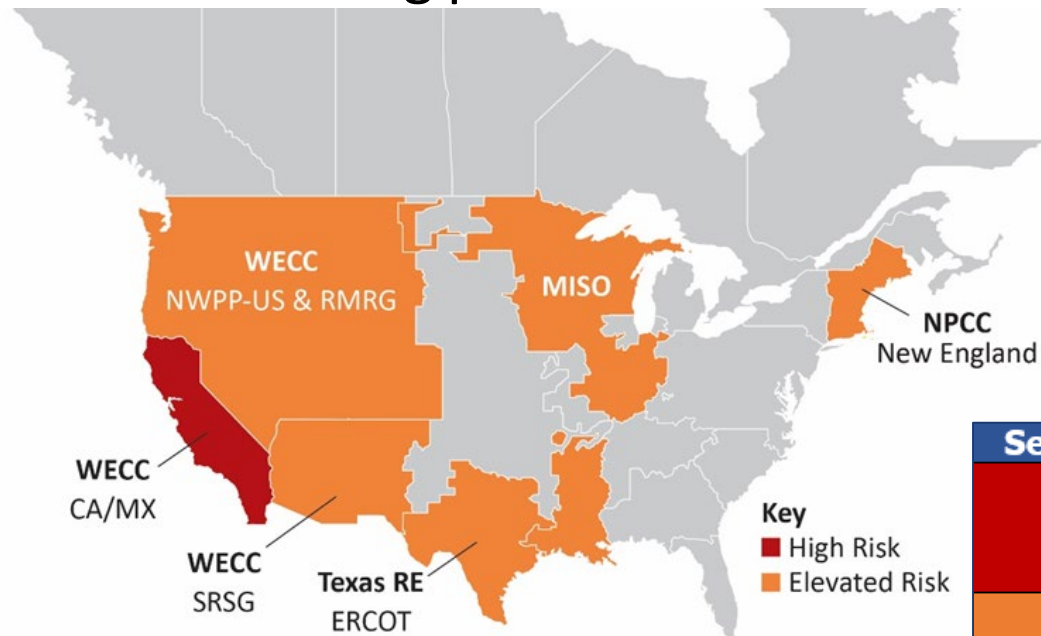 WECC
NWPP-US & RMRG
MISO
NPCC
New England
WECC
CA/MX
WECC
SRSG
Texas RE
ERCOT
Key
High Risk
Elevated Risk
Se